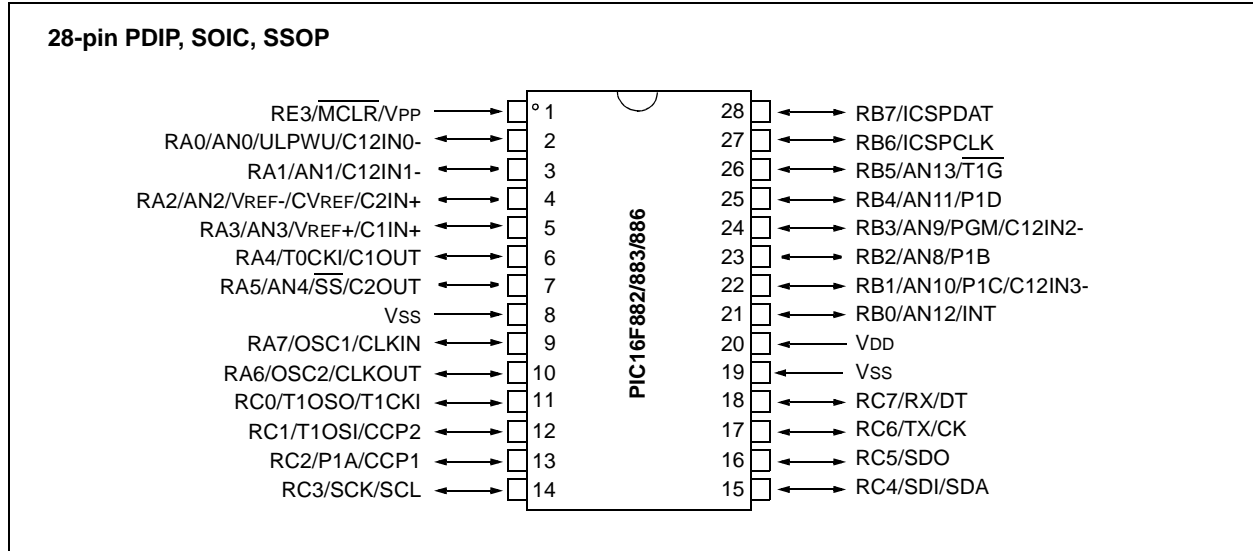 28-pin PDIP, SOIC, SSOP
RE3/MCLR/VPP 1 28 RB7/ICSPDAT
RA0/AN0/ULPWU/C12IN0- 2 27 RB6/ICSPCLK
RA1/AN1/C12IN1- 3 26 RB5/AN13/T1G
RA2/AN2/VREF-/CVREF/C2IN+ 4 25 RB4/AN11/P1D
RA3/AN3/VREF+/C1IN+ 5 24 RB3/AN9/PGM/C12IN2-
RA4/T0CKI/C1OUT 6 23 RB2/AN8/P1B
RA5/AN4/SS/C2OUT 7 22 RB1/AN10/P1C/C12IN3-
VSS 8 21 RB0/AN12/INT
RA7/OSC1/CLKIN 9 20 VDD
RA6/OSC2/CLKOUT 10 19 VSS
RC0/T1OSO/T1CKI 11 18 RC7/RX/DT
RC1/T1OSI/CCP2 12 17 RC6/TX/CK
RC2/P1A/CCP1 13 16 RC5/SDO
RC3/SCK/SCL 14 15 RC4/SDI/SDA
PIC16F882/883/886